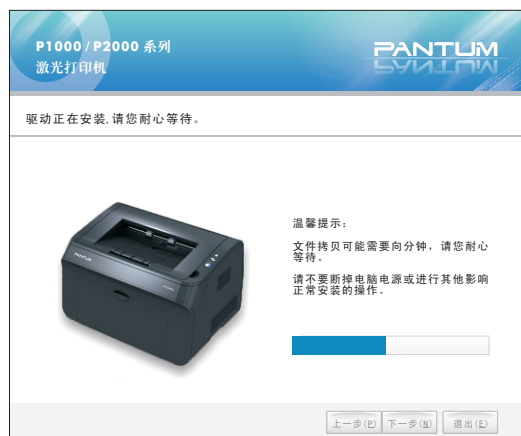 P1000 / P2000 系列
激光打印机
PANTUM
驱动正在安装,请您耐心等待。
温馨提示：
文件拷贝可能需要向分钟，请您耐心
等待。
请不要断掉电脑电源或进行其他影响
正常安装的操作。
PANTUM
上一步(P)
下一步(N)
退出(E)